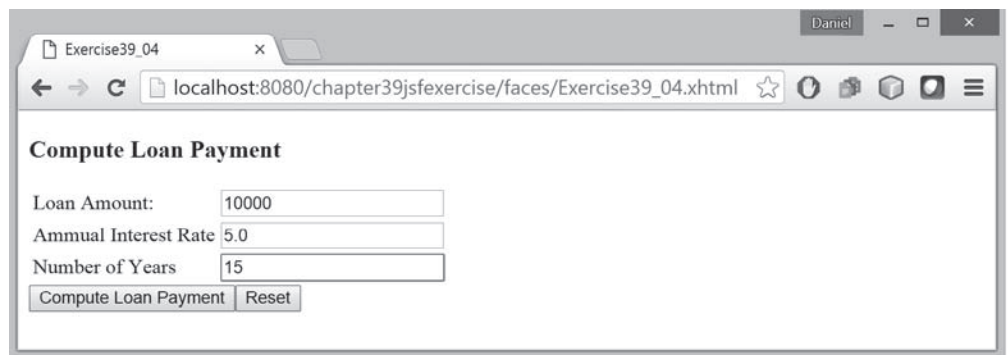 Daniel
Exercise39_04
localhost:8080/chapter39jsfexercise/faces/Exercise39_04.xhtml
Compute Loan Payment
Loan Amount: 10000
Ammual Interest Rate 5.0
Number of Years 15
Compute Loan Payment Reset